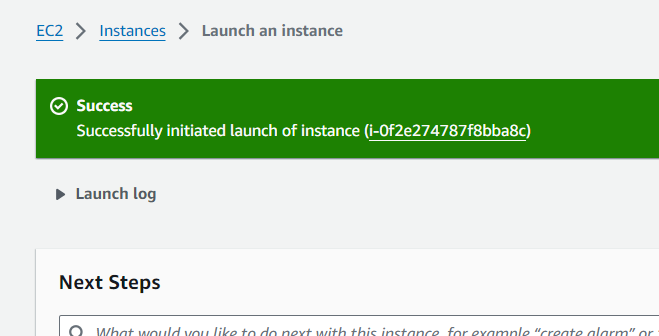 EC2 > Instances > Launch an instance
Success
Successfully initiated launch of instance (i-0f2e274787f8bba8c)
Launch log
Next Steps
What would you like to do next with this instance, for example "create alarm" or